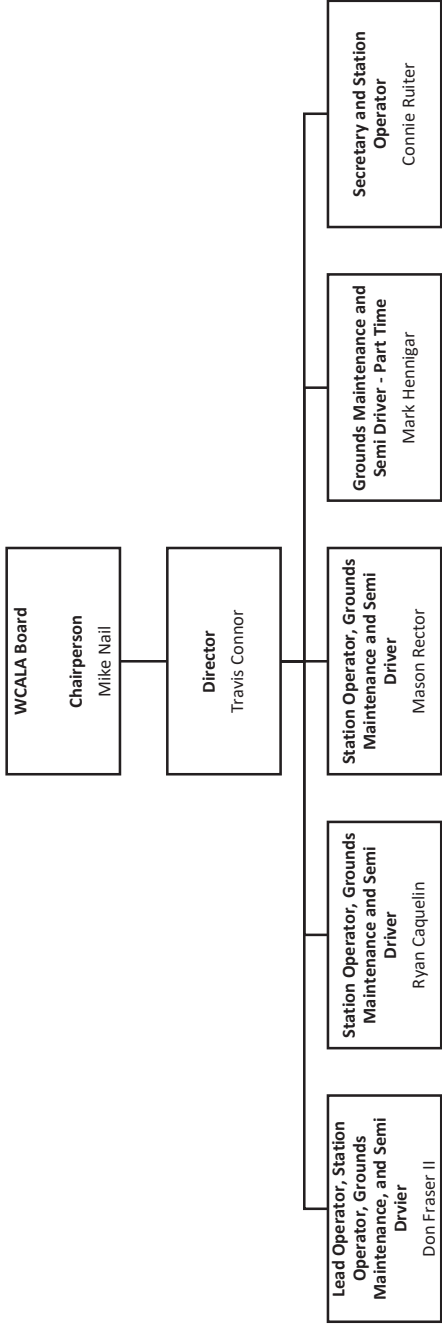 WCALA Board
Chairperson
Mike Nail
Director
Travis Connor
Lead Operator, Station
Operator, Grounds
Maintenance, and Semi
Drvier
Don Fraser II
Station Operator, Grounds
Maintenance and Semi
Driver
Ryan Caquelin
Station Operator, Grounds
Maintenance and Semi
Driver
Mason Rector
Grounds Maintenance and
Semi Driver - Part Time
Mark Hennigar
Secretary and Station
Operator
Connie Ruiter